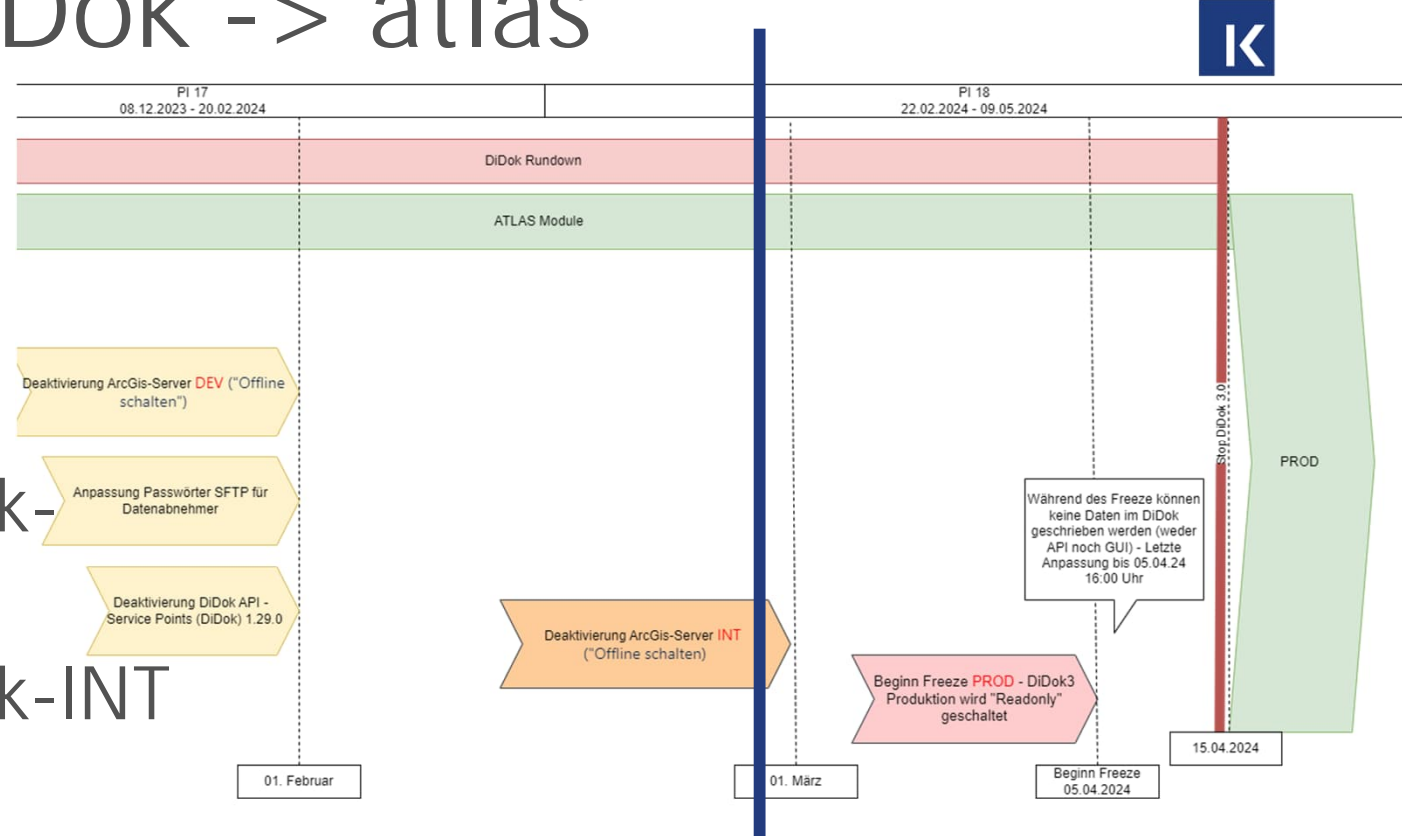 Dok -> atlas
K
PI 17
08.12.2023 - 20.02.2024
PI 18
22.02.2024 - 09.05.2024
DiDok Rundown
ATLAS Module
Deaktivierung ArcGis-Server DEV ("Offline
schalten")
Stop DiDok 3.0
PROD
k-
Anpassung Passwörter SFTP für
Datenabnehmer
Während des Freeze können
keine Daten im DiDok
geschrieben werden (weder
API noch GUI) - Letzte
Anpassung bis 05.04.24
16:00 Uhr
Deaktivierung DiDok API -
Service Points (DiDok) 1.29.0
Deaktivierung ArcGis-Server INT
("Offline schalten)
k-INT
Beginn Freeze PROD - DiDok3
Produktion wird "Readonly"
geschaltet
01. Februar
01. März
Beginn Freeze
05.04.2024
15.04.2024